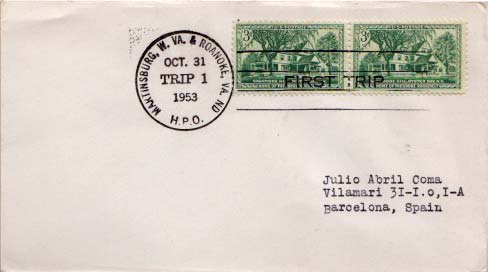 MARTINSBURG, W. VA. & ROANOKE, VA. ND
OCT. 31
TRIP 1
1953
H.P.O.
3¢ 3¢
FIRST TRIP
Julio Abril Coma
Vilamari 31-I.o,I-A
Barcelona, Spain